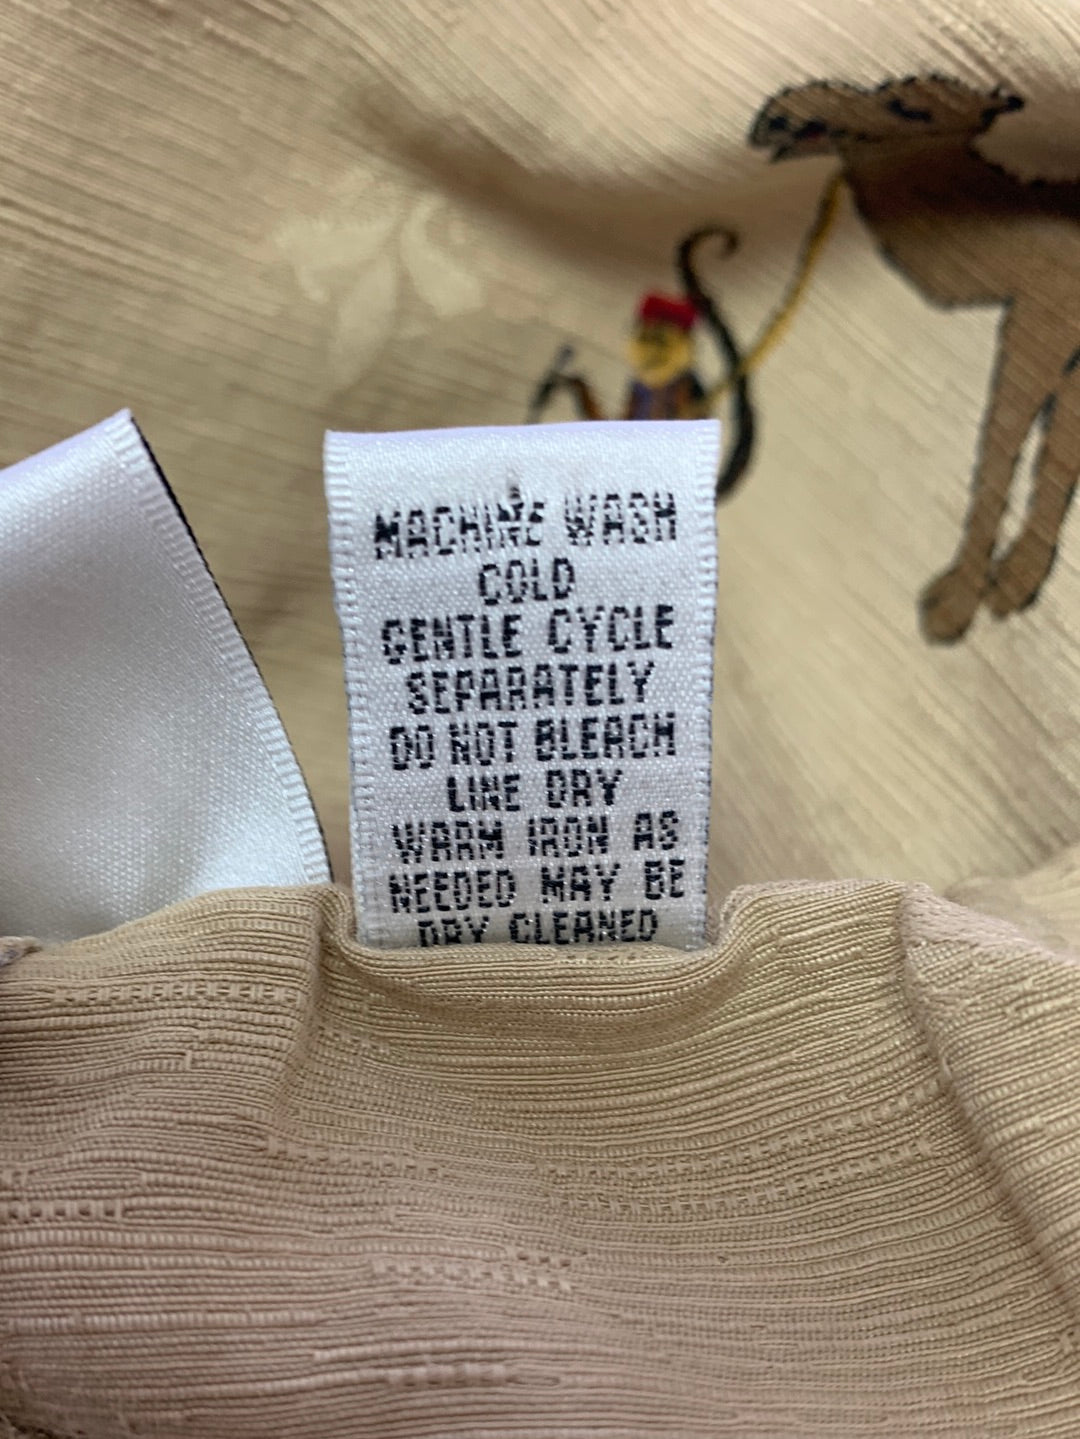 MACHINE WASH
COLD
GENTLE CYCLE
SEPARATELY
DO NOT BLEACH
LINE DRY
WARM IRON AS
NEEDED MAY BE
DRY CLEANED